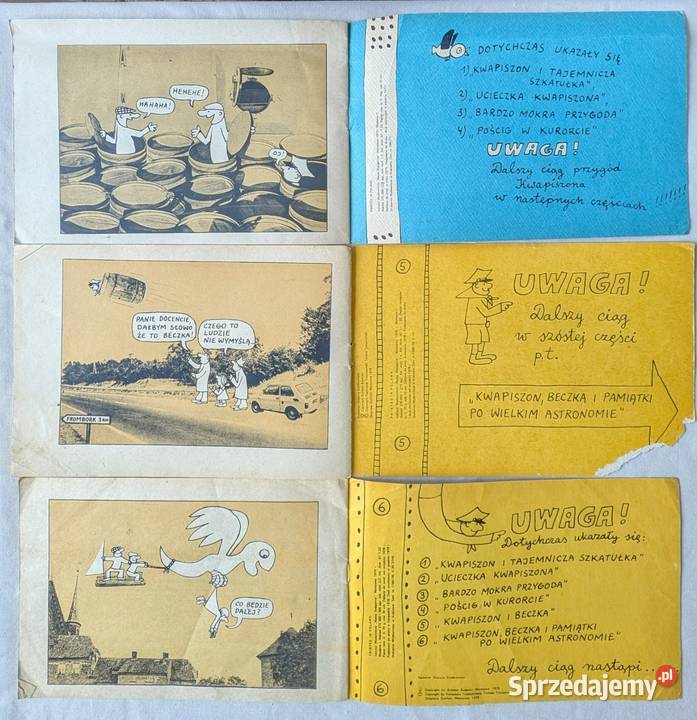 HAHAHA!
HEHEHE!
OJ!
DOTYCHCZAS UKAZAŁY SIĘ
1) „KWAPISZON I TAJEMNICZA
SZKATUŁKA"
2) „UCIECZKA KWAPISZONA"
3) „BARDZO MOKRA PRZYGODA"
4) „POŚCIG W KURORCIE"
UWAGA!
Dalszy ciąg przygód
Kwapiszona
w następnych częściach!!!!!!!
PANIE DOCENCIE,
DAŁBYM SŁOWO
ŻE TO BECZKA!
CZEGO TO
LUDZIE
NIE WYMYŚLĄ...
FROMBORK 3 km
5
5
UWAGA!
Dalszy ciąg
w szóstej części
p.t.
„KWAPISZON, BECZKA I PAMIĄTKI
PO WIELKIM ASTRONOMIE"
CO BĘDZIE
DALEJ?
6
6
UWAGA!
Dotychczas ukazały się:
1 „KWAPISZON I TAJEMNICZA SZKATUŁKA"
2 „UCIECZKA KWAPISZONA"
3 „BARDZO MOKRA PRZYGODA"
4 „POŚCIG W KURORCIE"
5 „KWAPISZON I BECZKA"
6 „KWAPISZON, BECZKA I PAMIĄTKI
PO WIELKIM ASTRONOMIE"
Dalszy ciąg nastąpi...
Sprzedajemy.pl